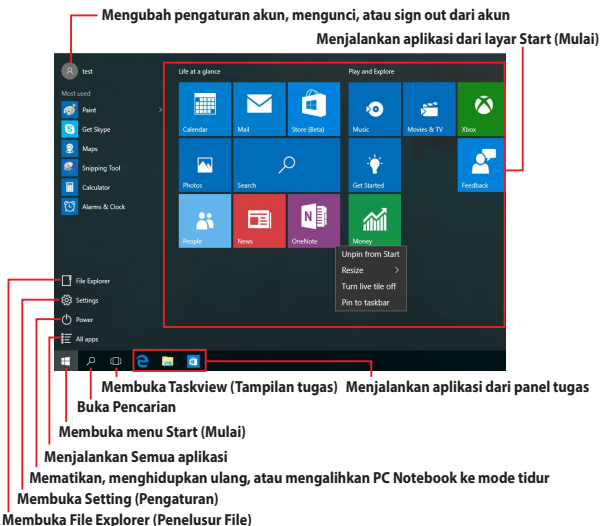 Mengubah pengaturan akun, mengunci, atau sign out dari akun
Menjalankan aplikasi dari layar Start (Mulai)
test
Most used
Paint
Get Skype
Maps
Snipping Tool
Calculator
Alarms & Clock
File Explorer
Settings
Power
All apps
Life at a glance
Play and Explore
Calendar
Mail
Store (Beta)
Music
Movies & TV
Xbox
Photos
Search
Get Started
Feedback
People
News
OneNote
Money
Unpin from Start
Resize
Turn live tile off
Pin to taskbar
Membuka Taskview (Tampilan tugas)
Menjalankan aplikasi dari panel tugas
Buka Pencarian
Membuka menu Start (Mulai)
Menjalankan Semua aplikasi
Mematikan, menghidupkan ulang, atau mengalihkan PC Notebook ke mode tidur
Membuka Setting (Pengaturan)
Membuka File Explorer (Penelusur File)